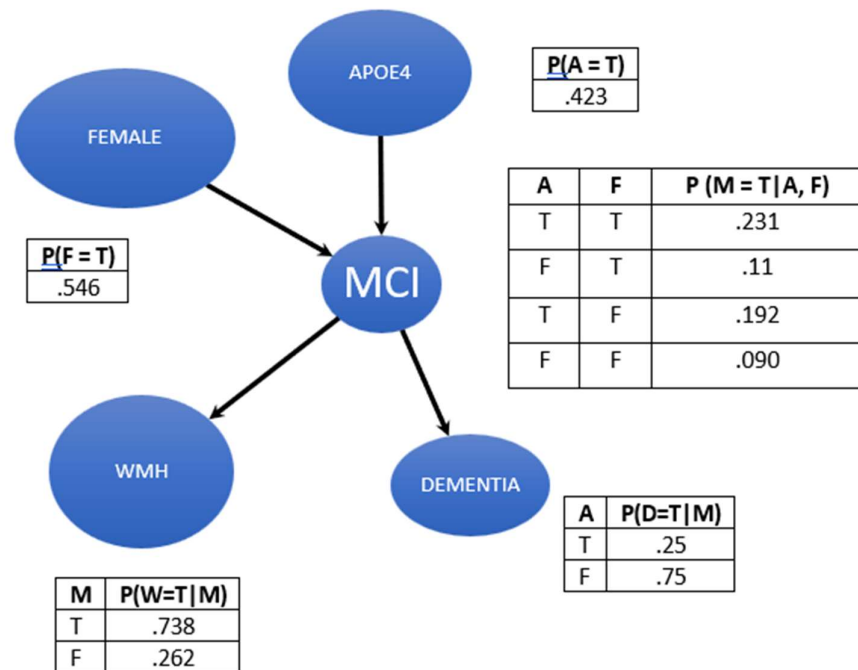 APOE4
P(A = T)
.423
FEMALE
A F P (M = T|A, F)
T T .231
F T .11
T F .192
F F .090
P(F = T)
.546
MCI
WMH
DEMENTIA
A P(D=T|M)
T .25
F .75
M P(W=T|M)
T .738
F .262